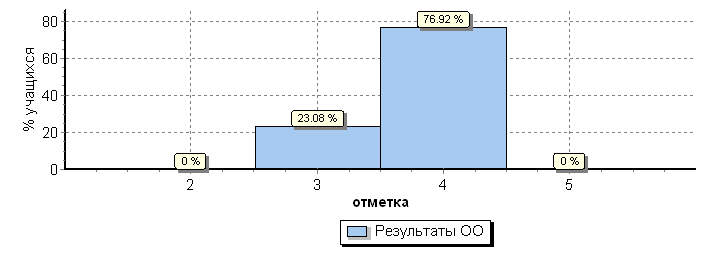 % учащихся
80
60
40
20
0
0 %
23.08 %
76.92 %
0 %
2 3 4 5
отметка
Результаты ОО